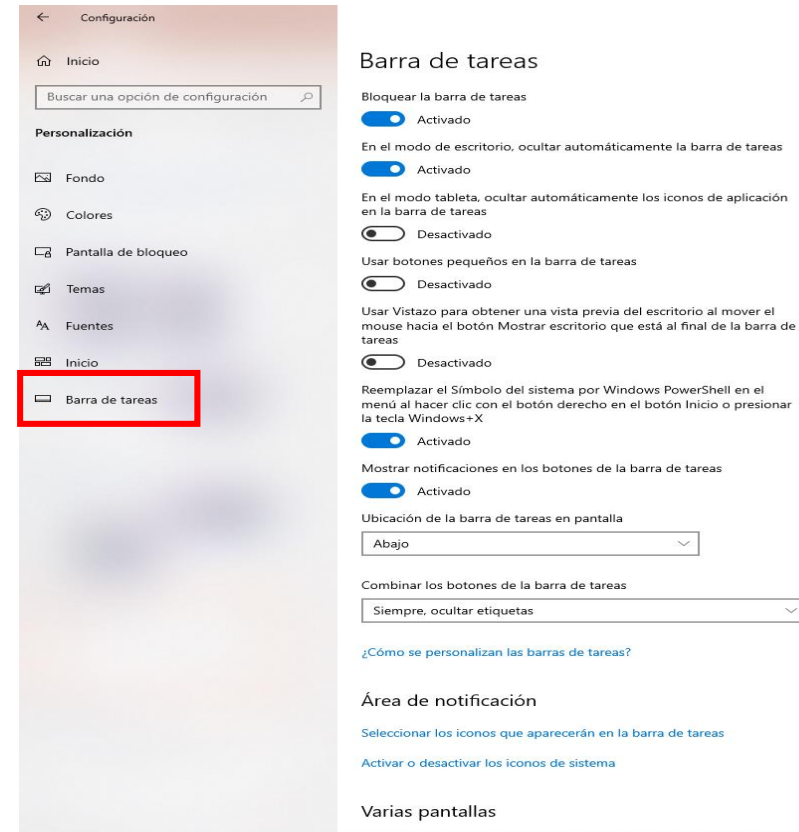 Configuración
Inicio
Buscar una opción de configuración
Personalización
Fondo
Colores
Pantalla de bloqueo
Temas
Fuentes
Inicio
Barra de tareas
Barra de tareas
Bloquear la barra de tareas
Activado
En el modo de escritorio, ocultar automáticamente la barra de tareas
Activado
En el modo tableta, ocultar automáticamente los iconos de aplicación
en la barra de tareas
Desactivado
Usar botones pequeños en la barra de tareas
Desactivado
Usar Vistazo para obtener una vista previa del escritorio al mover el
mouse hacia el botón Mostrar escritorio que está al final de la barra de
tareas
Desactivado
Reemplazar el Símbolo del sistema por Windows PowerShell en el
menú al hacer clic con el botón derecho en el botón Inicio o presionar
la tecla Windows+X
Activado
Mostrar notificaciones en los botones de la barra de tareas
Activado
Ubicación de la barra de tareas en pantalla
Abajo
Combinar los botones de la barra de tareas
Siempre, ocultar etiquetas
¿Cómo se personalizan las barras de tareas?
Área de notificación
Seleccionar los iconos que aparecerán en la barra de tareas
Activar o desactivar los iconos de sistema
Varias pantallas